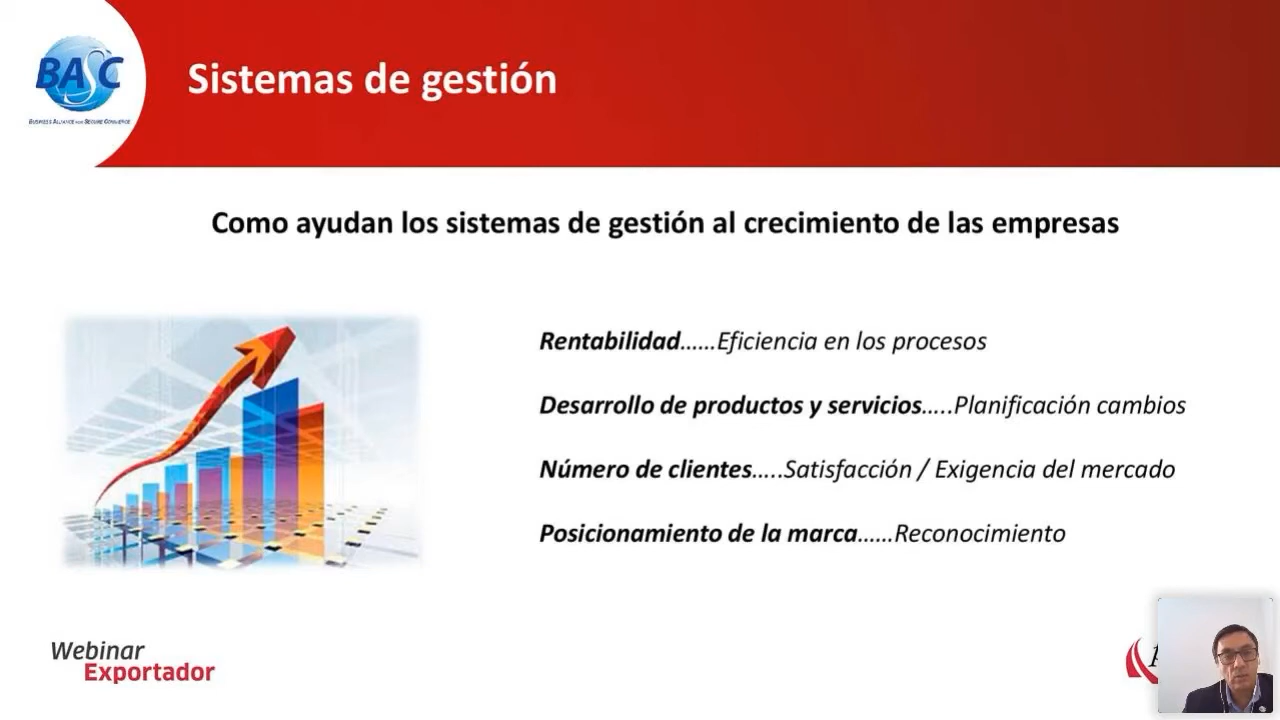 BASC
BUSINESS ALLIANCE FOR SECURE COMMERCE
Sistemas de gestión
Como ayudan los sistemas de gestión al crecimiento de las empresas
Rentabilidad......Eficiencia en los procesos
Desarrollo de productos y servicios.....Planificación cambios
Número de clientes.....Satisfacción / Exigencia del mercado
Posicionamiento de la marca......Reconocimiento
Webinar
Exportador